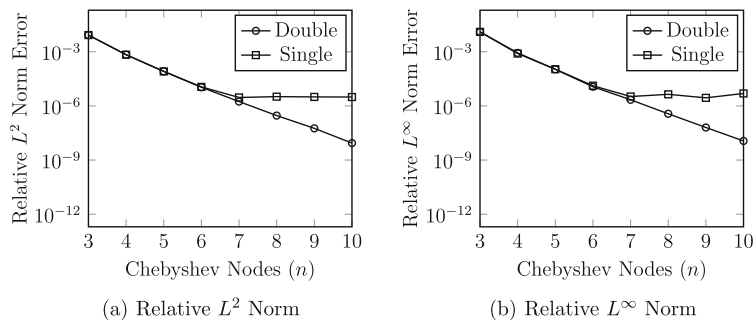 Relative L² Norm Error
10⁻³
10⁻⁶
10⁻⁹
10⁻¹²
Double
Single
3 4 5 6 7 8 9 10
Chebyshev Nodes (n)
(a) Relative L² Norm
Relative L^∞ Norm Error
10⁻³
10⁻⁶
10⁻⁹
10⁻¹²
Double
Single
3 4 5 6 7 8 9 10
Chebyshev Nodes (n)
(b) Relative L^∞ Norm